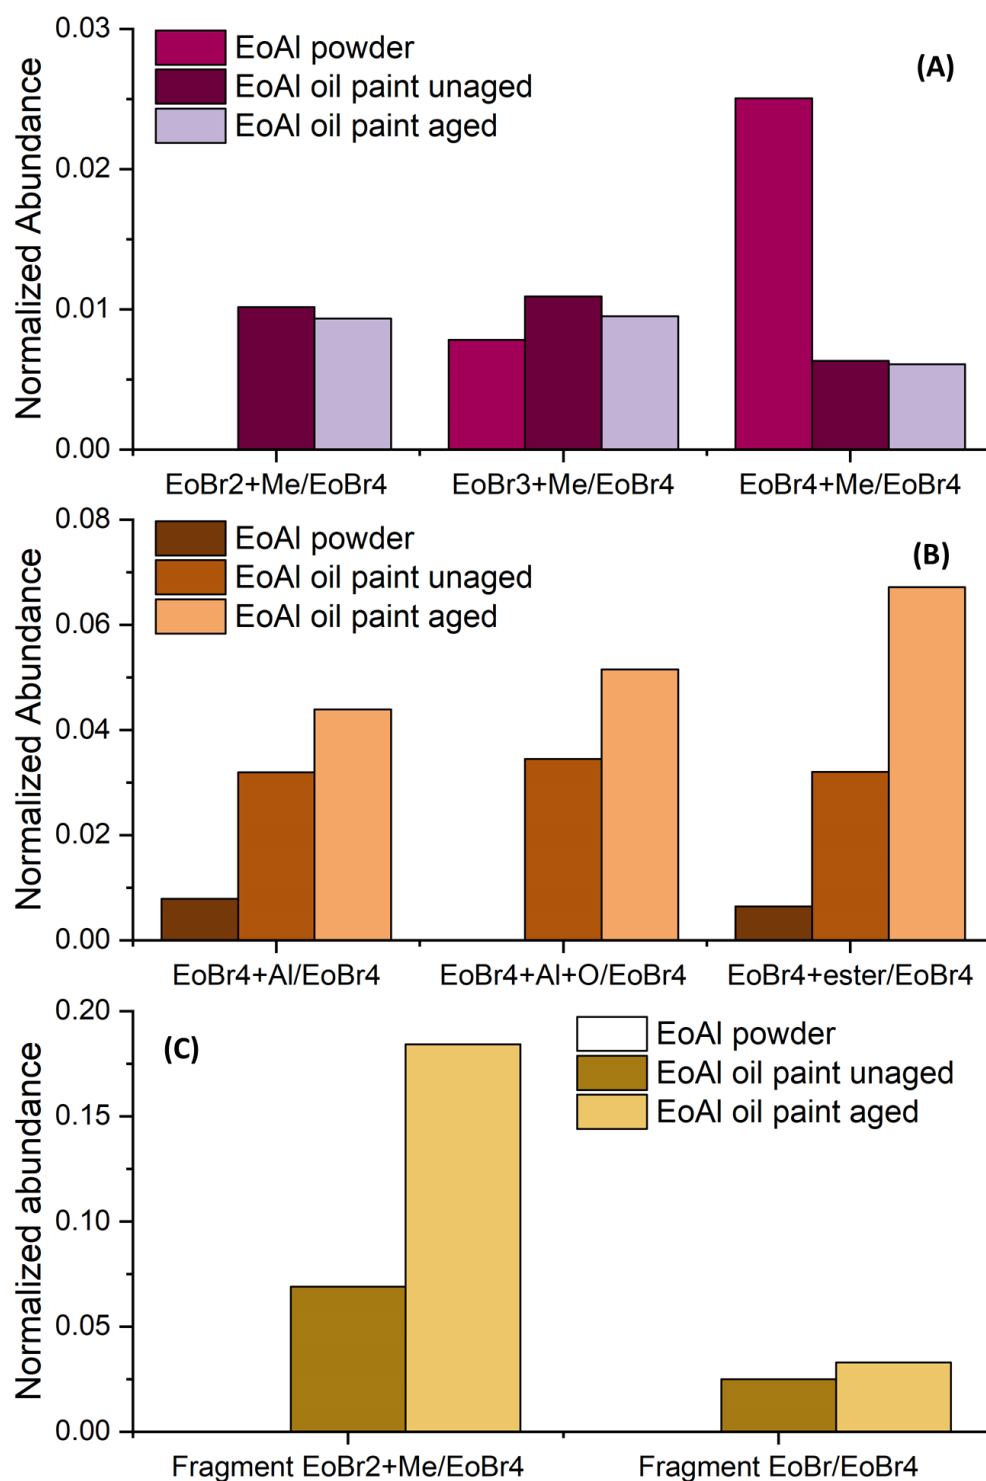 0.03
0.02
0.01
0.00
Normalized Abundance
EoAl powder
EoAl oil paint unaged
EoAl oil paint aged
(A)
EoBr2+Me/EoBr4
EoBr3+Me/EoBr4
EoBr4+Me/EoBr4
0.08
0.06
0.04
0.02
0.00
Normalized Abundance
EoAl powder
EoAl oil paint unaged
EoAl oil paint aged
(B)
EoBr4+Al/EoBr4
EoBr4+Al+O/EoBr4
EoBr4+ester/EoBr4
0.20
0.15
0.10
0.05
0.00
Normalized abundance
(C)
EoAl powder
EoAl oil paint unaged
EoAl oil paint aged
Fragment EoBr2+Me/EoBr4
Fragment EoBr/EoBr4